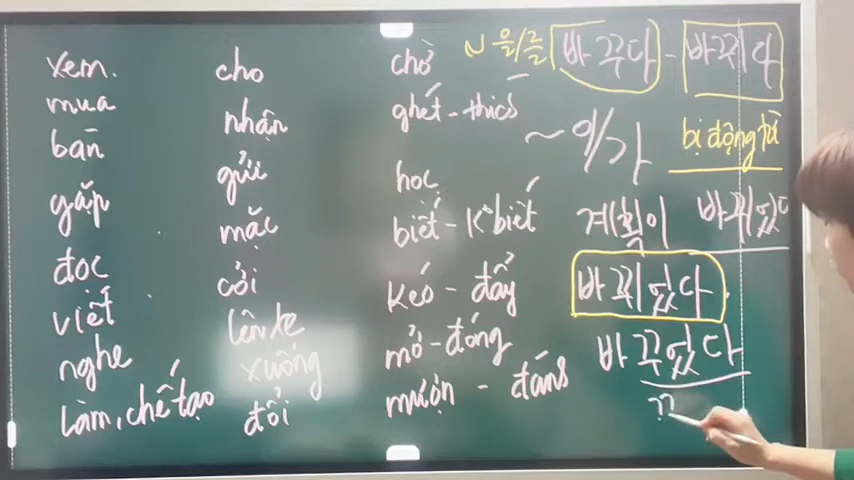 xem.
mua
bán
gặp
đọc
viết
nghe
làm, chế tạo
cho
nhận
gửi
mặc
cởi
lên xe
xuống
đổi
chờ
ghét - thích
học
biết - k° biết
kéo - đẩy
mở - đóng
mượn -
~ 을/를 바꾸다 - 바뀌다
~ 이/가 bị động từ
계획이 바뀌었다
바뀌었다.
바꾸었다
꾸